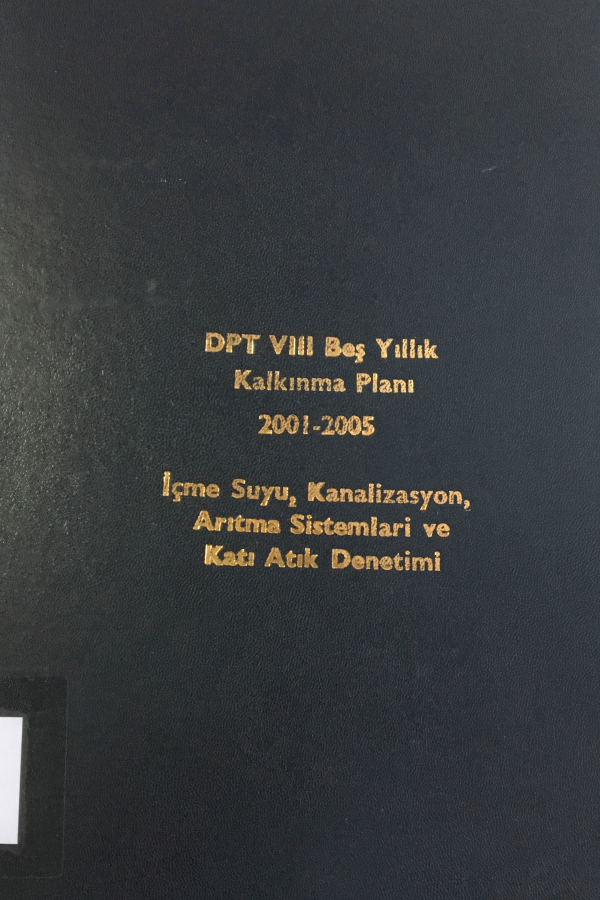 DPT VIII Beş Yıllık
Kalkınma Planı
2001-2005
İçme Suyu, Kanalizasyon,
Arıtma Sistemlari ve
Katı Atık Denetimi